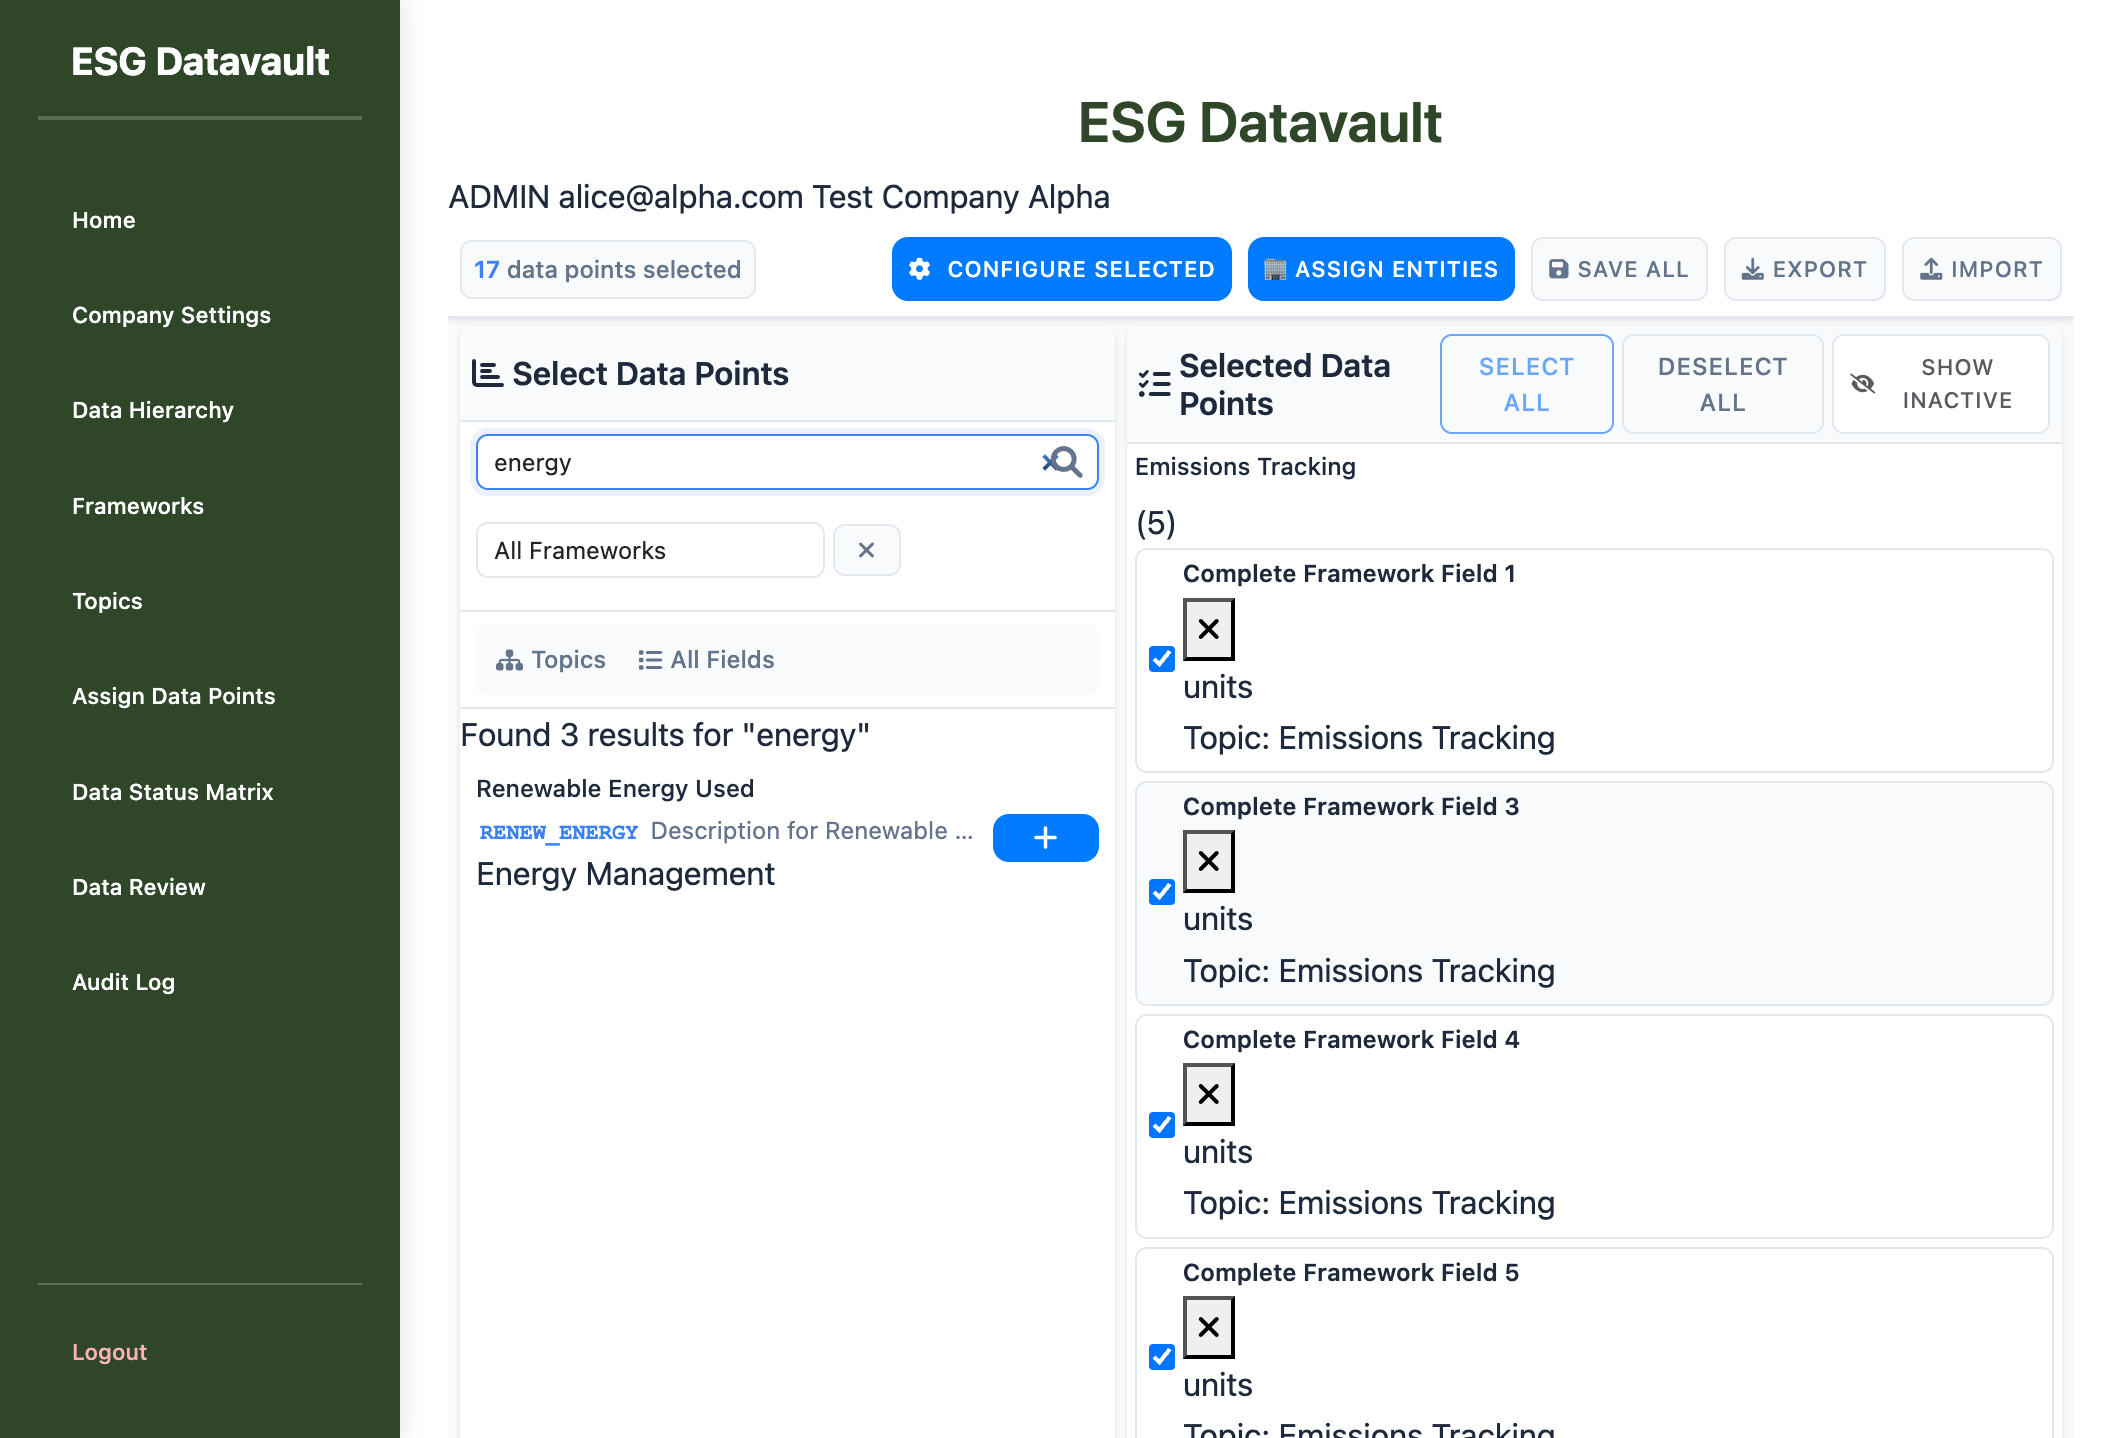 ESG Datavault
Home
Company Settings
Data Hierarchy
Frameworks
Topics
Assign Data Points
Data Status Matrix
Data Review
Audit Log
Logout
ESG Datavault
ADMIN alice@alpha.com Test Company Alpha
17 data points selected
CONFIGURE SELECTED
ASSIGN ENTITIES
SAVE ALL
EXPORT
IMPORT
Select Data Points
energy
All Frameworks
Topics
All Fields
Found 3 results for "energy"
Renewable Energy Used
RENEW_ENERGY Description for Renewable ...
Energy Management
Selected Data
Points
SELECT
ALL
DESELECT
ALL
SHOW
INACTIVE
Emissions Tracking
(5)
Complete Framework Field 1
units
Topic: Emissions Tracking
Complete Framework Field 3
units
Topic: Emissions Tracking
Complete Framework Field 4
units
Topic: Emissions Tracking
Complete Framework Field 5
units
Topic: Emissions Tracking